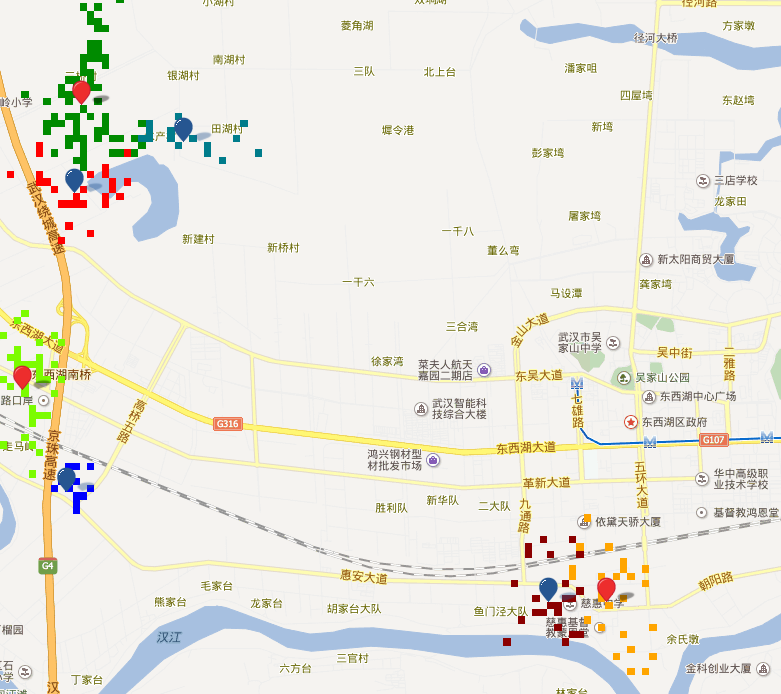 小湖村
径河路
菱角湖
方家墩
径河大桥
南湖村
三队
北上台
潘家咀
银湖村
四屋塆
东赵塆
岭小学
产
田湖村
墀令港
新塆
彭家塆
三店学校
龙家田
武汉绕城高速
屠家塆
一千八
新建村
新桥村
董么弯
新太阳商贸大厦
一干六
龚家塆
马设潭
东西湖大道
三合湾
金山大道
武汉市吴
家山中学
吴中街
二雅路
徐家湾
菜夫人航天
嘉园二期店
东吴大道
吴家山公园
东西湖南桥
路口岸
高桥五路
武汉智能科
技综合大楼
七雄路
东西湖中心广场
东西湖区政府
G316
G107
走马岭
京珠高速
鸿兴钢材型
材批发市场
东西湖大道
五环大道
华中高级职
业技术学校
革新大道
新华队
胜利队
二大队
九通路
依黛天骄大厦
基督教鸿恩堂
G4
惠安大道
朝阳路
毛家台
熊家台
龙家台
胡家台大队
鱼门泾大队
慈惠中学
慈惠基督
教蒙恩堂
榴园
汉江
余氏墩
三官村
六方台
金科创业大厦
丁家台
汉
林家台